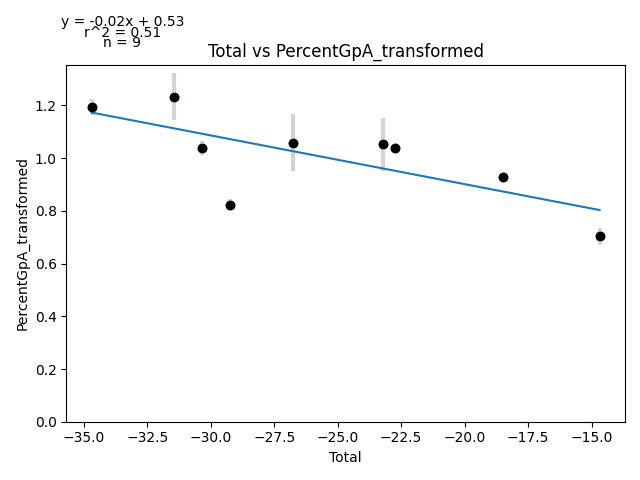 y = -0.02x + 0.53
r^2 = 0.51
n = 9
Total vs PercentGpA_transformed
PercentGpA_transformed
1.2
1.0
0.8
0.6
0.4
0.2
0.0
−35.0 −32.5 −30.0 −27.5 −25.0 −22.5 −20.0 −17.5 −15.0
Total